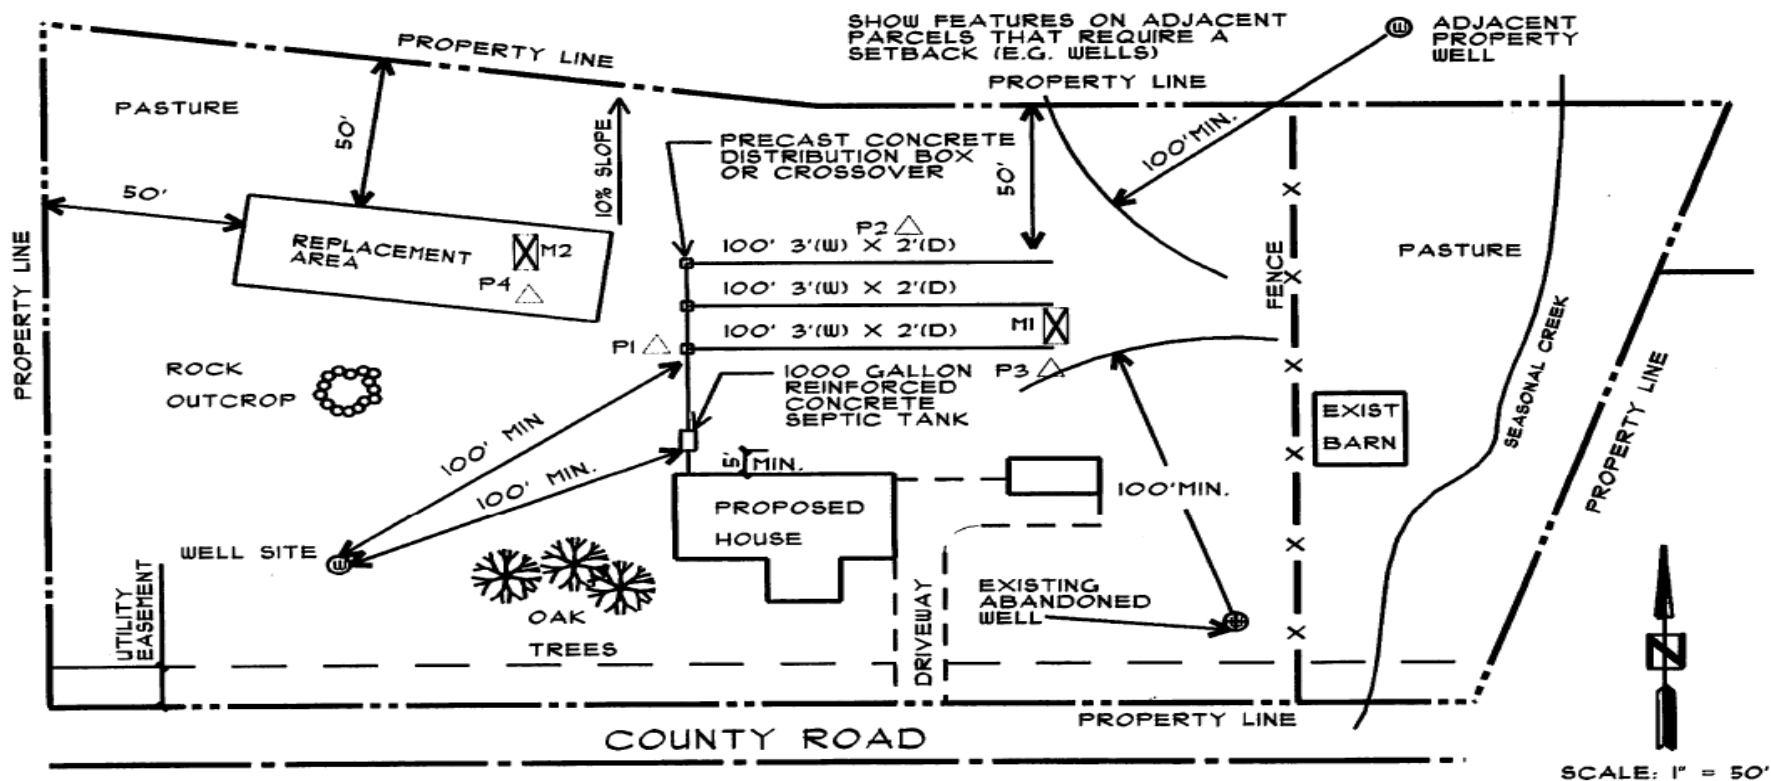 SHOW FEATURES ON ADJACENT
PARCELS THAT REQUIRE A
SETBACK (E.G. WELLS)
ADJACENT
PROPERTY
WELL
PROPERTY LINE
PROPERTY LINE
PASTURE
50'
10% SLOPE
PRECAST CONCRETE
DISTRIBUTION BOX
OR CROSSOVER
50'
100' MIN.
50'
PROPERTY LINE
REPLACEMENT
AREA
M2
P4
P2
100' 3'(W) X 2'(D)
100' 3'(W) X 2'(D)
100' 3'(W) X 2'(D)
M1
P1
P3
FENCE
X
X
X
X
X
X
PASTURE
SEASONAL CREEK
PROPERTY LINE
ROCK
OUTCROP
1000 GALLON
REINFORCED
CONCRETE
SEPTIC TANK
EXIST
BARN
100' MIN
100' MIN.
5'
MIN.
PROPOSED
HOUSE
100' MIN.
WELL SITE
UTILITY
EASEMENT
OAK
TREES
DRIVEWAY
EXISTING
ABANDONED
WELL
N
PROPERTY LINE
COUNTY ROAD
SCALE: 1" = 50'